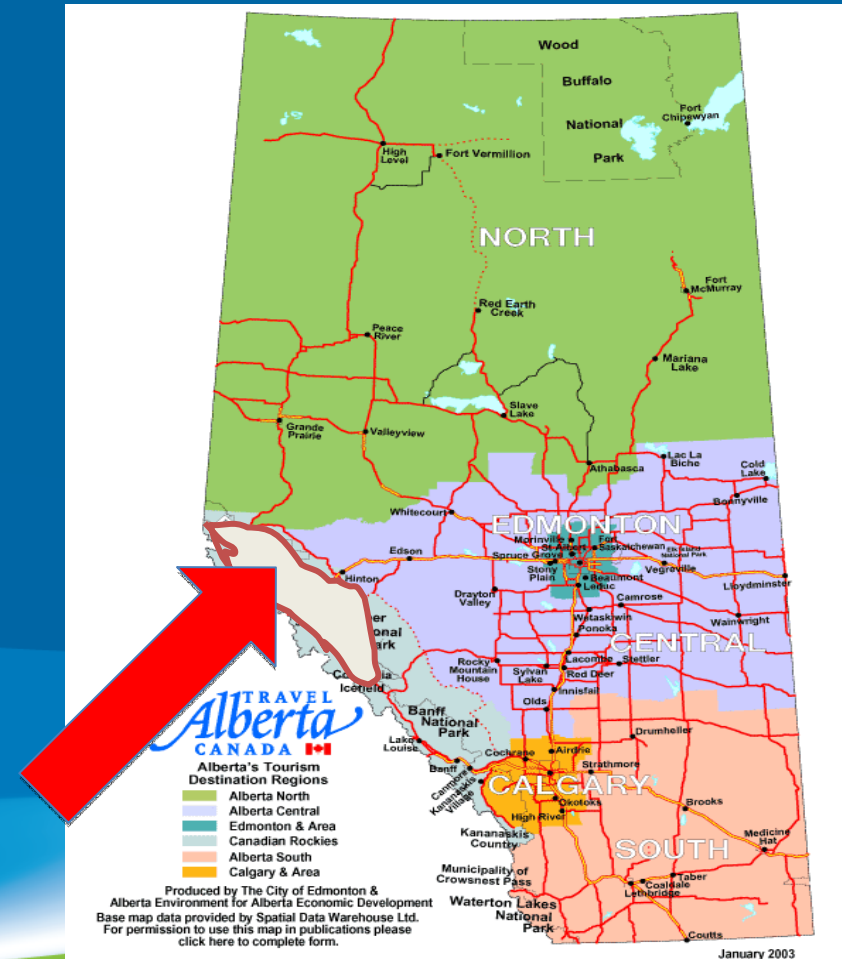 Wood
Buffalo
National
Park
Fort
Chipewyan
High
Level
Fort Vermillion
NORTH
Fort
McMurray
Red Earth
Creek
Peace
River
Mariana
Lake
Slave
Lake
Grande
Prairie
Valleyview
Athabasca
Lac La
Biche
Cold
Lake
Bonnyville
Whitecourt
EDMONTON
Morinville
St Albert
Fort
Saskatchewan
Elk Island
National Park
Edson
Spruce Grove
Stony
Plain
Vegreville
Hinton
Beaumont
Leduc
Lloydminster
Drayton
Valley
Camrose
Wetaskiwin
Wainwright
Ponoka
CENTRAL
Rocky
Mountain
House
Sylvan
Lake
Lacombe
Stettler
Red Deer
Innisfail
Olds
Icefield
Banff
National
Park
Drumheller
Lake
Louise
Cochrane
Airdrie
Banff
Strathmore
Canmore
Kananaskis
Village
CALGARY
Okotoks
Brooks
High River
Kananaskis
Country
SOUTH
Medicine
Hat
Municipality of
Crowsnest Pass
Taber
Coaldale
Lethbridge
Waterton Lakes
National
Park
Coutts
TRAVEL
Alberta
CANADA
Alberta's Tourism
Destination Regions
Alberta North
Alberta Central
Edmonton & Area
Canadian Rockies
Alberta South
Calgary & Area
Produced by The City of Edmonton &
Alberta Environment for Alberta Economic Development
Base map data provided by Spatial Data Warehouse Ltd.
For permission to use this map in publications please
click here to complete form.
January 2003